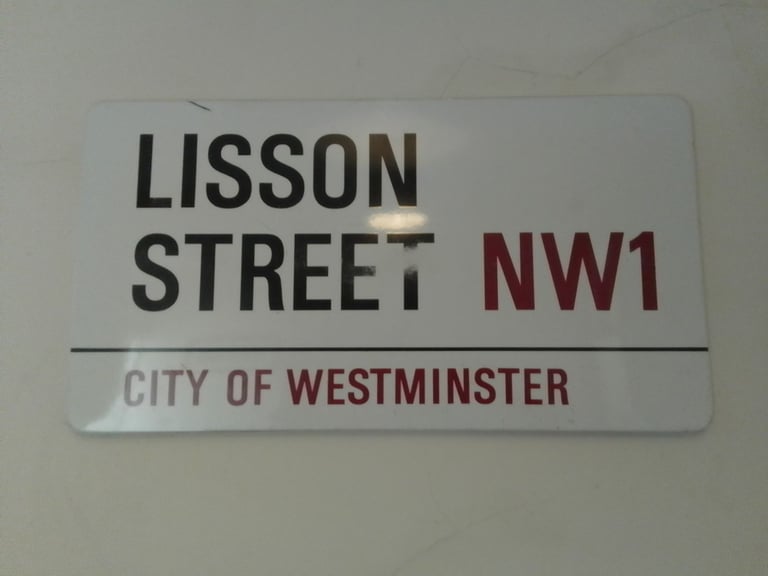 LISSON
STREET NW1
CITY OF WESTMINSTER